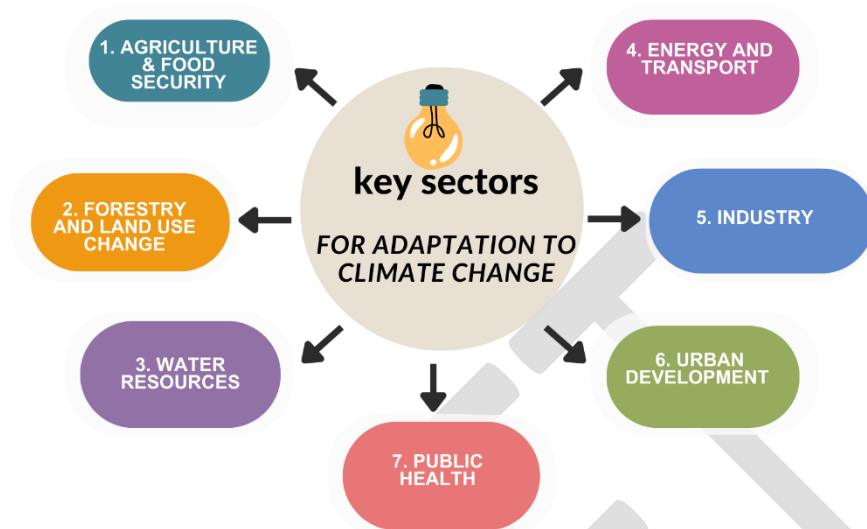 1. AGRICULTURE
& FOOD
SECURITY
2. FORESTRY
AND LAND USE
CHANGE
3. WATER
RESOURCES
key sectors
FOR ADAPTATION TO
CLIMATE CHANGE
4. ENERGY AND
TRANSPORT
5. INDUSTRY
6. URBAN
DEVELOPMENT
7. PUBLIC
HEALTH